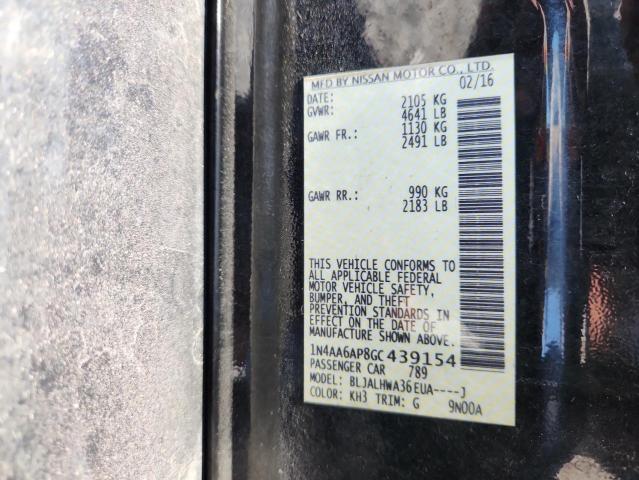 MFD BY NISSAN MOTOR CO., LTD.
DATE: 02/16
GVWR: 2105 KG
4641 LB
GAWR FR.: 1130 KG
2491 LB
GAWR RR.: 990 KG
2183 LB
THIS VEHICLE CONFORMS TO
ALL APPLICABLE FEDERAL
MOTOR VEHICLE SAFETY,
BUMPER, AND THEFT
PREVENTION STANDARDS IN
EFFECT ON THE DATE OF
MANUFACTURE SHOWN ABOVE.
1N4AA6AP8GC439154
PASSENGER CAR 789
MODEL: BLJALHWA36EUA----J
COLOR: KH3 TRIM: G 9N00A